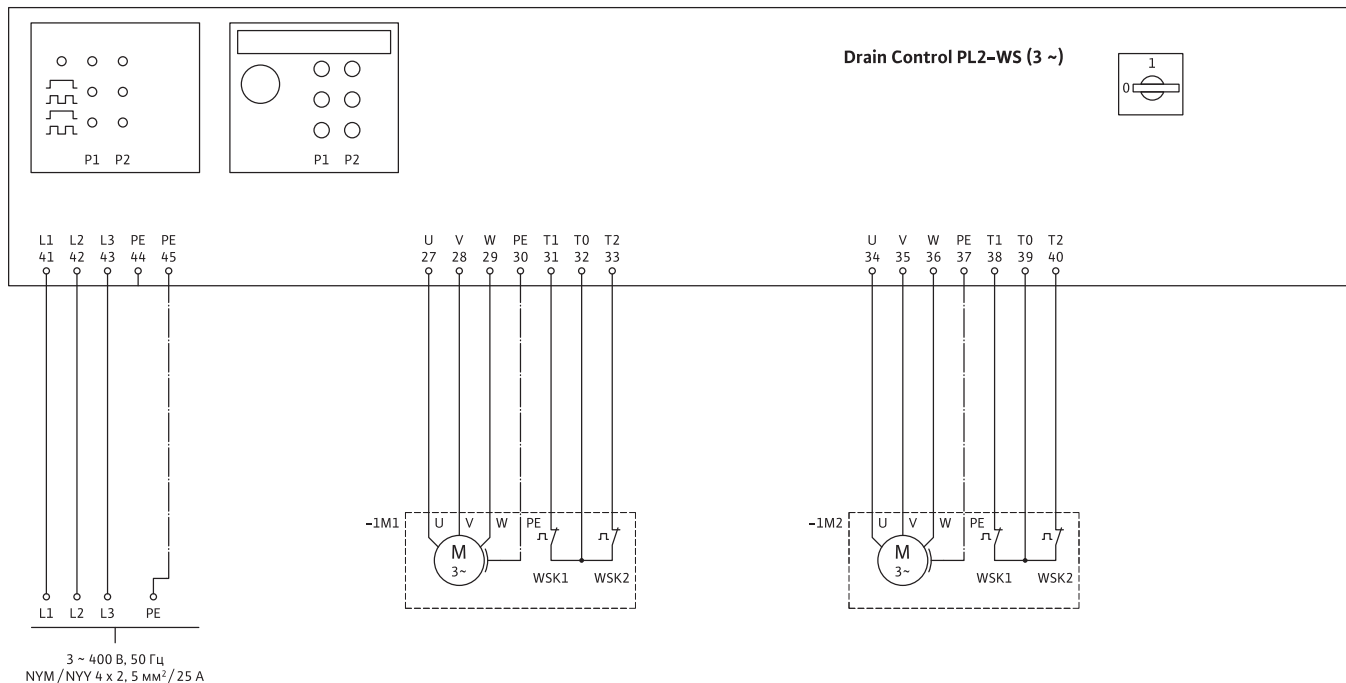 Drain Control PL2-WS (3 ~)
1
0
P1 P2
P1 P2
L1 L2 L3 PE PE
41 42 43 44 45
U V W PE T1 T0 T2
27 28 29 30 31 32 33
U V W PE T1 T0 T2
34 35 36 37 38 39 40
-1M1 U V W PE
M
3~
WSK1 WSK2
-1M2 U V W PE
M
3~
WSK1 WSK2
L1 L2 L3 PE
3 ~ 400 В, 50 Гц
NYM / NYY 4 x 2, 5 мм² / 25 А